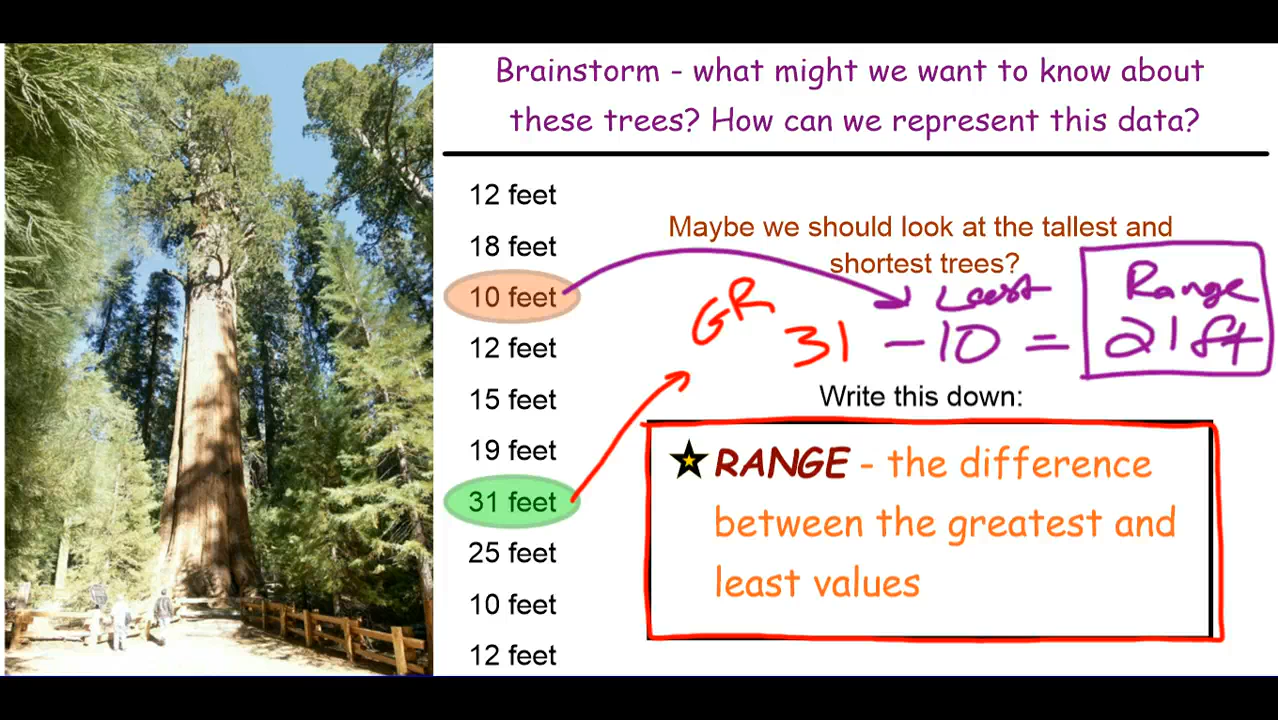 Brainstorm - what might we want to know about
these trees? How can we represent this data?
12 feet
18 feet
10 feet
12 feet
15 feet
19 feet
31 feet
25 feet
10 feet
12 feet
Maybe we should look at the tallest and
shortest trees?
GR
Least
31 - 10 =
Range
21 ft
Write this down:
RANGE - the difference
between the greatest and
least values